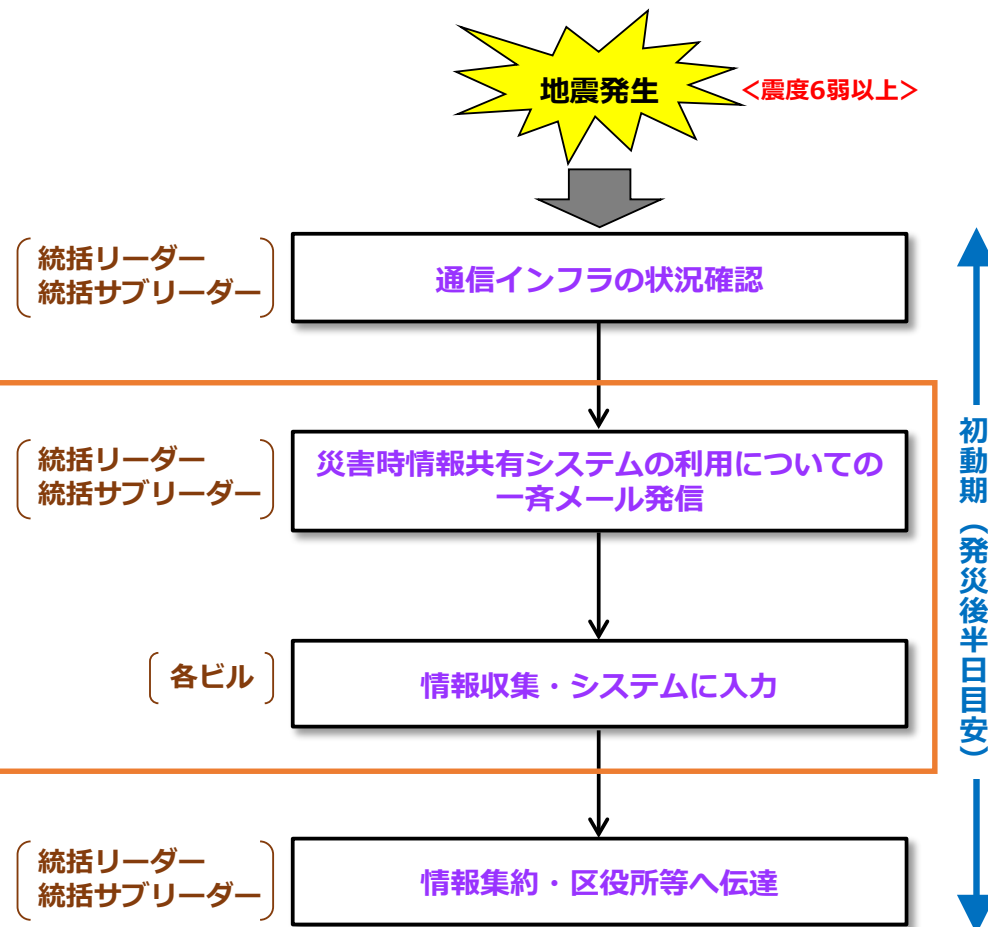 地震発生
<震度6弱以上>
統括リーダー
統括サブリーダー
通信インフラの状況確認
統括リーダー
統括サブリーダー
災害時情報共有システムの利用についての
一斉メール発信
各ビル
情報収集・システムに入力
統括リーダー
統括サブリーダー
情報集約・区役所等へ伝達
初動期（発災後半日目安）